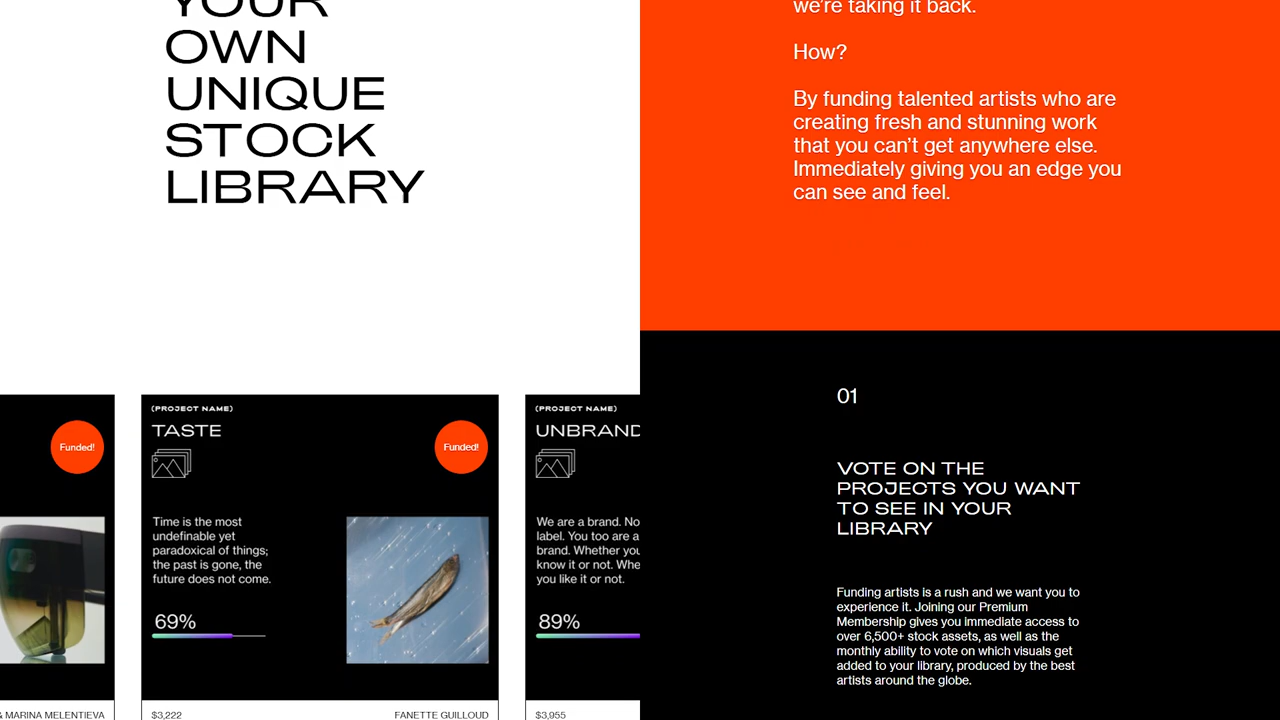 YOUR
OWN
UNIQUE
STOCK
LIBRARY
Funded!
& MARINA MELENTIEVA
(PROJECT NAME)
TASTE
Funded!
Time is the most
undefinable yet
paradoxical of things;
the past is gone, the
future does not come.
69%
$3,222
FANETTE GUILLOUD
(PROJECT NAME)
UNBRAND
We are a brand. No
label. You too are a
brand. Whether you
know it or not. Whe
you like it or not.
89%
$3,955
we're taking it back.
How?
By funding talented artists who are
creating fresh and stunning work
that you can't get anywhere else.
Immediately giving you an edge you
can see and feel.
01
VOTE ON THE
PROJECTS YOU WANT
TO SEE IN YOUR
LIBRARY
Funding artists is a rush and we want you to
experience it. Joining our Premium
Membership gives you immediate access to
over 6,500+ stock assets, as well as the
monthly ability to vote on which visuals get
added to your library, produced by the best
artists around the globe.